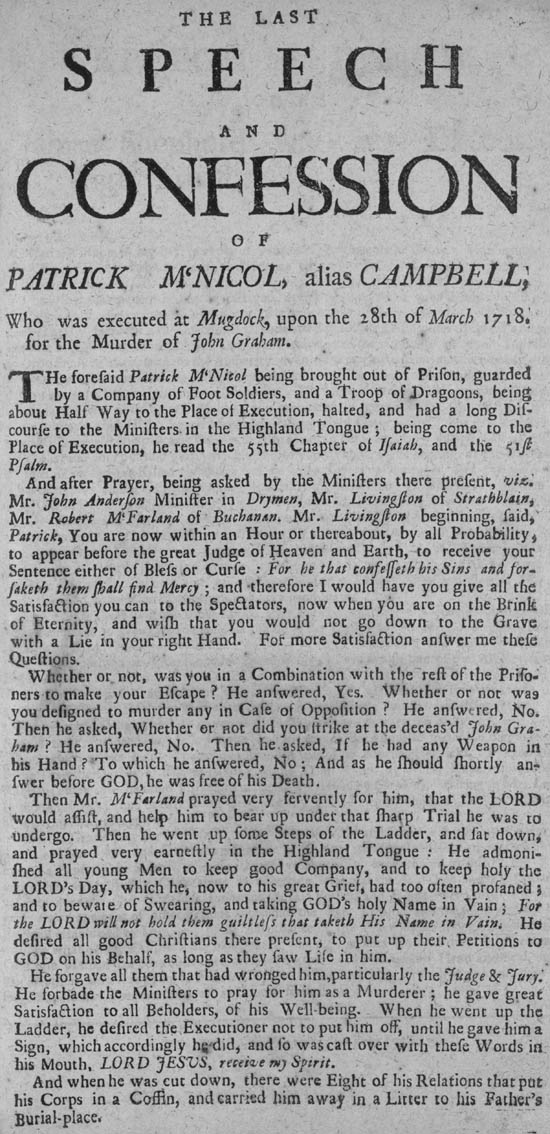 THE LAST
SPEECH
AND
CONFESSION
OF
PATRICK McNICOL, alias CAMPBELL,
Who was executed at Mugdock, upon the 28th of March 1718.
for the Murder of John Graham.
THe foresaid Patrick McNicol being brought out of Prison, guarded
by a Company of Foot Soldiers, and a Troop of Dragoons, being
about Half Way to the Place of Execution, halted, and had a long Dis-
course to the Ministers in the Highland Tongue; being come to the
Place of Execution, he read the 55th Chapter of Isaiah, and the 51st
Psalm.
And after Prayer, being asked by the Ministers there present, viz.
Mr. John Anderson Minister in Drymen, Mr. Livingston of Strathblain,
Mr. Robert McFarland of Buchanan. Mr. Livingston beginning, said,
Patrick, You are now within an Hour or thereabout, by all Probability,
to appear before the great Judge of Heaven and Earth, to receive your
Sentence either of Bless or Curse: For he that confesseth his Sins and for-
saketh them shall find Mercy; and therefore I would have you give all the
Satisfaction you can to the Spectators, now when you are on the Brink
of Eternity, and wish that you would not go down to the Grave
with a Lie in your right Hand. For more Satisfaction answer me these
Questions.
Whether or not, was you in a Combination with the rest of the Priso-
ners to make your Escape? He answered, Yes. Whether or not was
you designed to murder any in Case of Opposition? He answered, No.
Then he asked, Whether or not did you strike at the deceas'd John Gra-
ham? He answered, No. Then he asked, If he had any Weapon in
his Hand? To which he answered, No; And as he should shortly an-
swer before GOD, he was free of his Death.
Then Mr. McFarland prayed very fervently for him, that the LORD
would assist, and help him to bear up under that sharp Trial he was to
undergo. Then he went up some Steps of the Ladder, and sat down,
and prayed very earnestly in the Highland Tongue: He admoni-
shed all young Men to keep good Company, and to keep holy the
LORD's Day, which he, now to his great Grief, had too often profaned;
and to beware of Swearing, and taking GOD's holy Name in Vain; For
the LORD will not hold them guiltless that taketh His Name in Vain. He
desired all good Christians there present, to put up their Petitions to
GOD on his Behalf, as long as they saw Life in him.
He forgave all them that had wronged him, particularly the Judge & Jury.
He forbade the Ministers to pray for him as a Murderer; he gave great
Satisfaction to all Beholders, of his Well-being. When he went up the
Ladder, he desired the Executioner not to put him off, until he gave him a
Sign, which accordingly he did, and so was cast over with these Words in
his Mouth, LORD JESUS, receive my Spirit.
And when he was cut down, there were Eight of his Relations that put
his Corps in a Coffin, and carried him away in a Litter to his Father's
Burial-place.